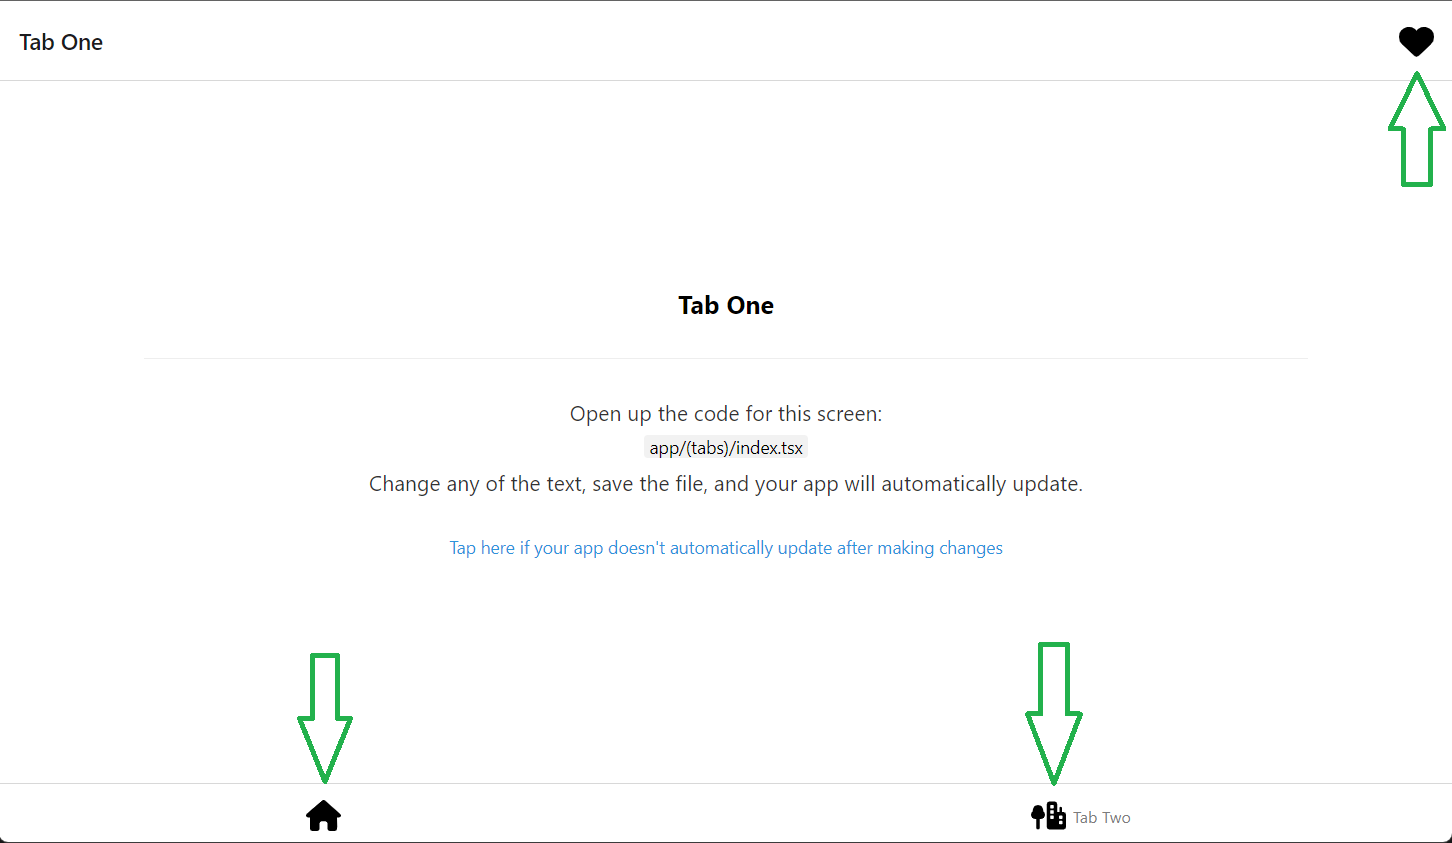 Tab One
Tab One
Open up the code for this screen:
app/(tabs)/index.tsx
Change any of the text, save the file, and your app will automatically update.
Tap here if your app doesn't automatically update after making changes
Tab Two